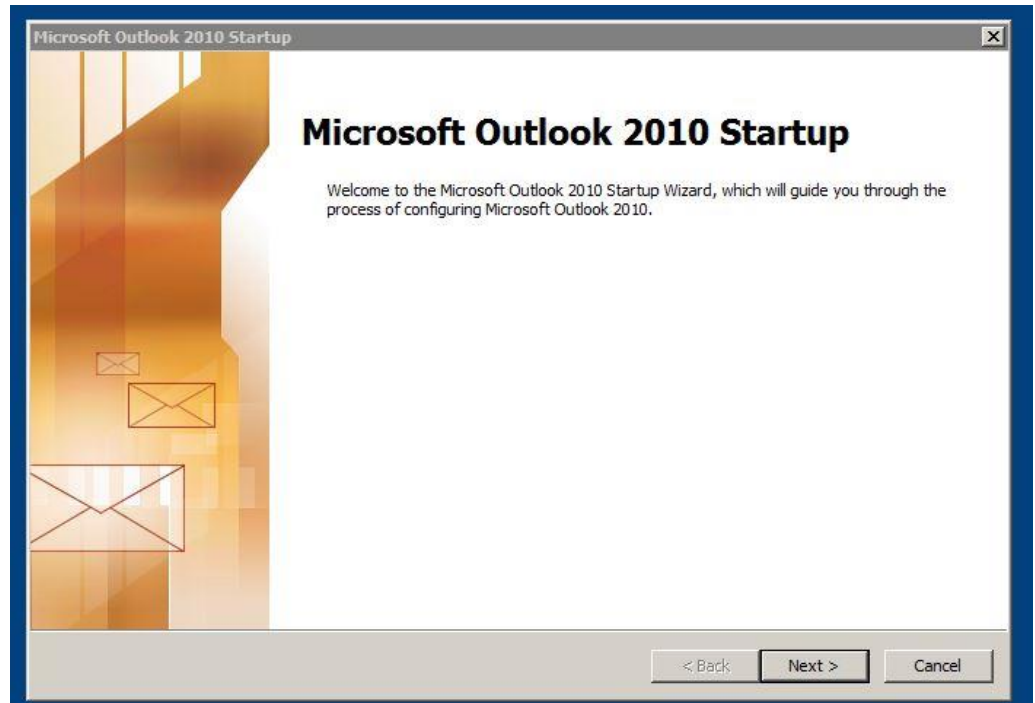 Microsoft Outlook 2010 Startup
Microsoft Outlook 2010 Startup
Welcome to the Microsoft Outlook 2010 Startup Wizard, which will guide you through the
process of configuring Microsoft Outlook 2010.
< Back Next > Cancel